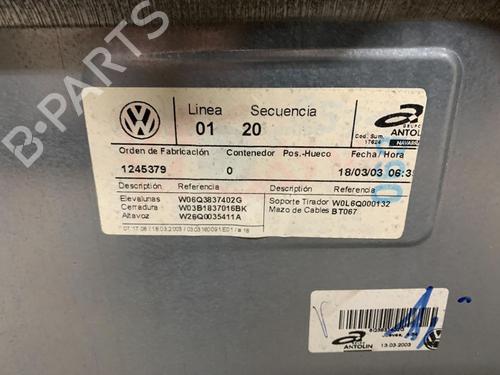 B-PARTS
Linea Secuencia
01 20
GRUPO
ANTOLIN
NAVARRA
Cod. Sum.
17624
Orden de Fabricación Contenedor Pos.-Hueco Fecha / Hora
1245379 0 18/03/03 06:3
Descripción Referencia Descripción Referencia
Elevalunas W06Q3837402G
Cerradura W03B1837016BK
Altavoz W26Q0035411A
Soporte Tirador W0L6Q000132
Mazo de Cables BT067
ANTOLIN
13-03-2003